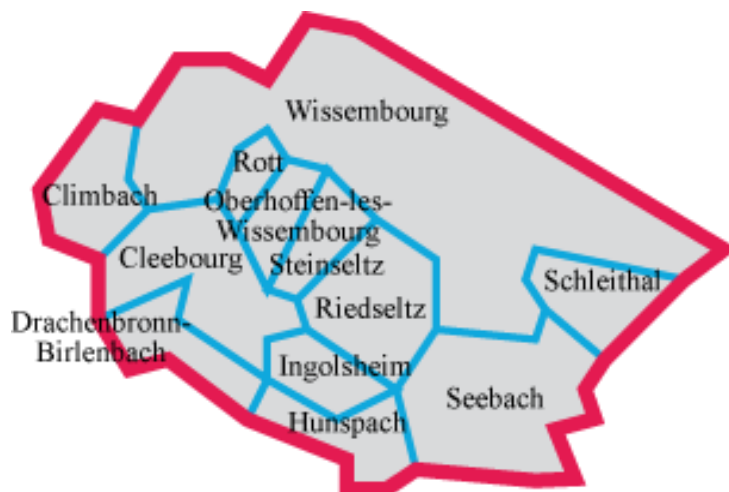 Wissembourg
Rott
Climbach
Oberhoffen-les-
Wissembourg
Cleebourg
Steinseltz
Schleithal
Riedseltz
Drachenbronn-
Birlenbach
Ingolsheim
Seebach
Hunspach